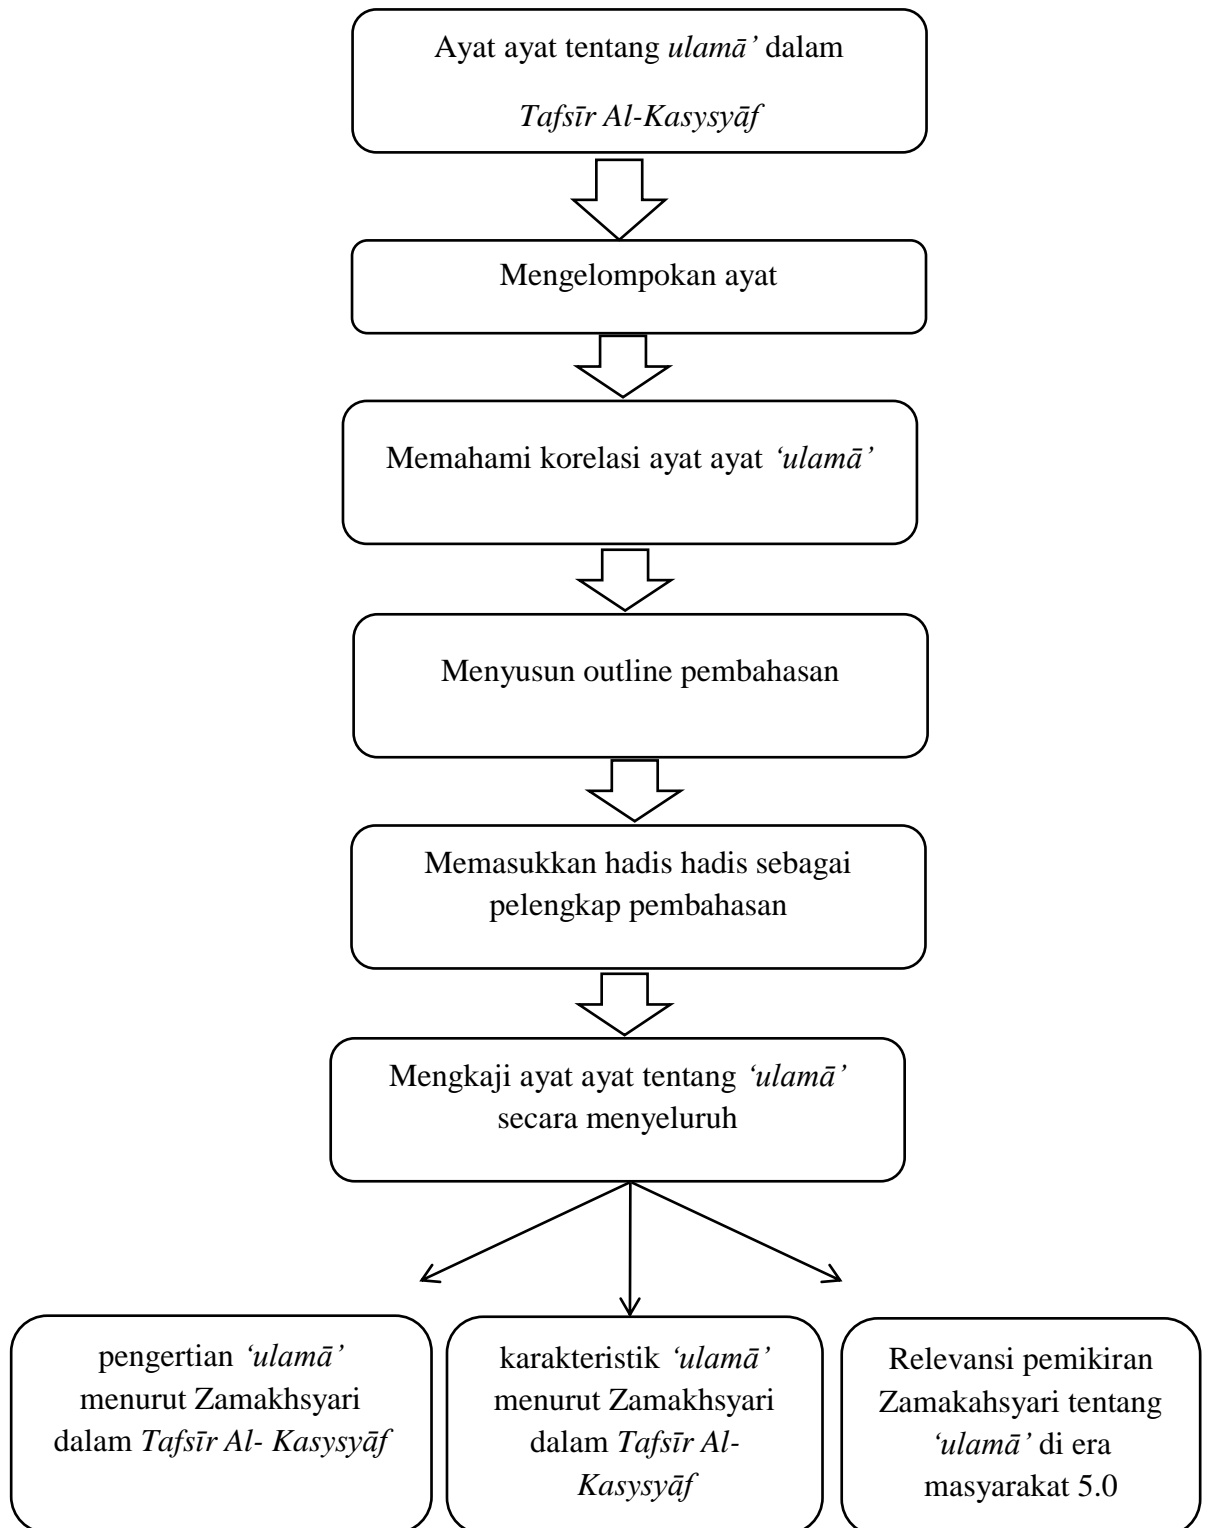 Ayat ayat tentang ulamā’ dalam
Tafsīr Al-Kasysyāf
Mengelompokan ayat
Memahami korelasi ayat ayat ‘ulamā’
Menyusun outline pembahasan
Memasukkan hadis hadis sebagai
pelengkap pembahasan
Mengkaji ayat ayat tentang ‘ulamā’
secara menyeluruh
pengertian ‘ulamā’
menurut Zamakhsyari
dalam Tafsīr Al- Kasysyāf
karakteristik ‘ulamā’
menurut Zamakhsyari
dalam Tafsīr Al-
Kasysyāf
Relevansi pemikiran
Zamakahsyari tentang
‘ulamā’ di era
masyarakat 5.0